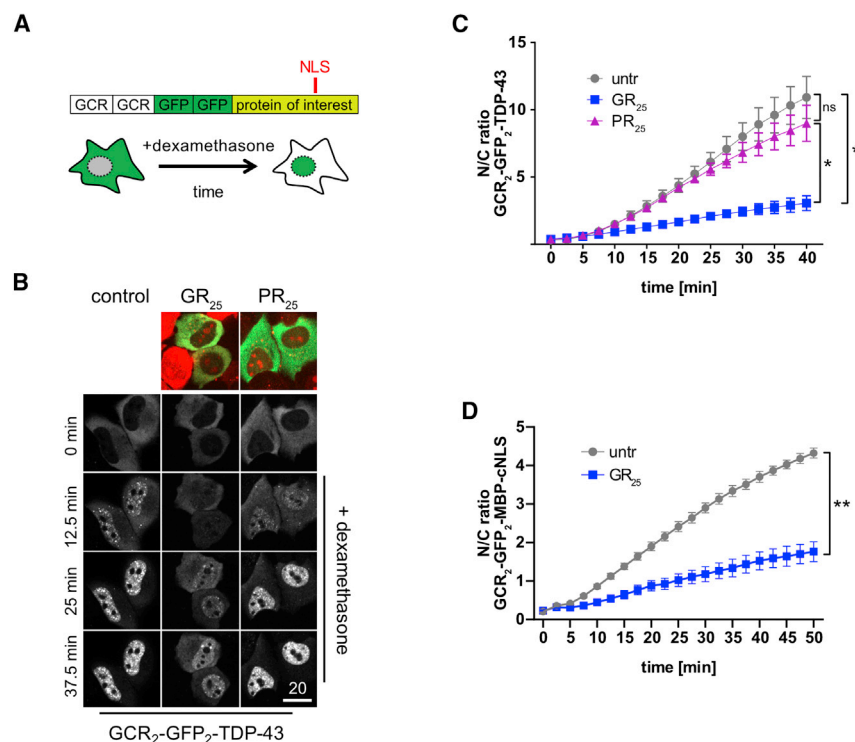 A
NLS
GCR GCR GFP GFP protein of interest
+dexamethasone
time
B
control GR25 PR25
0 min
12.5 min
25 min
37.5 min
+ dexamethasone
20
GCR2-GFP2-TDP-43
C
N/C ratio
GCR2-GFP2-TDP-43
15
10
5
untr
GR25
PR25
ns
*
*
0 5 10 15 20 25 30 35 40
time [min]
D
N/C ratio
GCR2-GFP2-MBP-cNLS
5
4
3
2
1
0
untr
GR25
**
0 5 10 15 20 25 30 35 40 45 50
time [min]